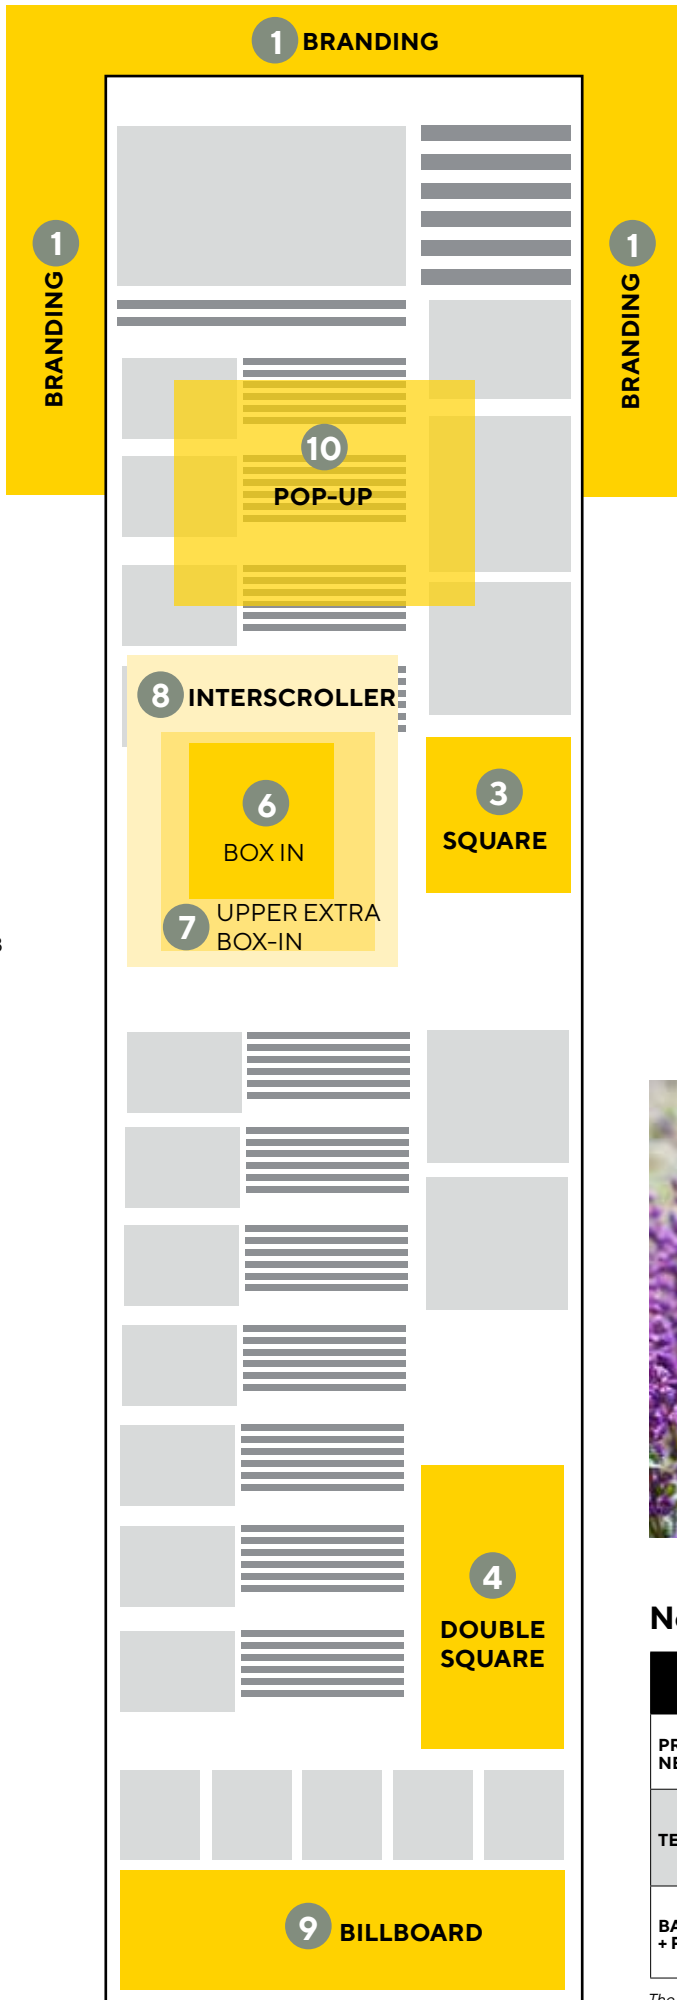 1 BRANDING
1 BRANDING
1 BRANDING
10
POP-UP
8 INTERSCROLLER
6
BOX IN
7 UPPER EXTRA
BOX-IN
3
SQUARE
4
DOUBLE
SQUARE
9 BILLBOARD
The